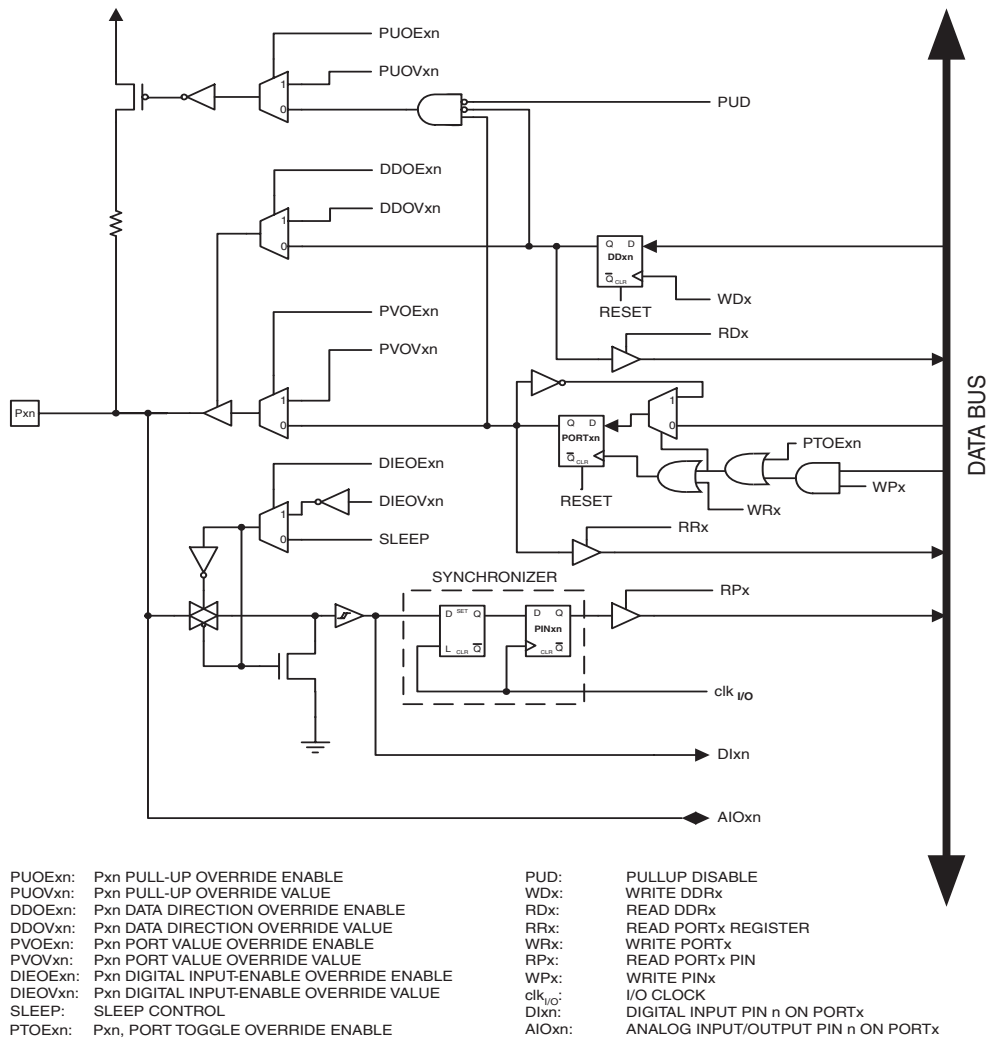 PUOExn
PUOVxn
1
0
PUD
DDOExn
DDOVxn
1
0
Q D
DDxn
Q CLR
WDx
RESET
PVOExn
RDx
PVOVxn
1
0
Pxn
1
0
Q D
PORTxn
Q CLR
PTOExn
WPx
RESET
WRx
DATA BUS
DIEOExn
DIEOVxn
1
0
SLEEP
RRx
SYNCHRONIZER
RPx
D SET Q
L CLR Q
D Q
PINxn
CLR Q
clk I/O
DIxn
AIOxn
PUOExn: Pxn PULL-UP OVERRIDE ENABLE
PUOVxn: Pxn PULL-UP OVERRIDE VALUE
DDOExn: Pxn DATA DIRECTION OVERRIDE ENABLE
DDOVxn: Pxn DATA DIRECTION OVERRIDE VALUE
PVOExn: Pxn PORT VALUE OVERRIDE ENABLE
PVOVxn: Pxn PORT VALUE OVERRIDE VALUE
DIEOExn: Pxn DIGITAL INPUT-ENABLE OVERRIDE ENABLE
DIEOVxn: Pxn DIGITAL INPUT-ENABLE OVERRIDE VALUE
SLEEP: SLEEP CONTROL
PTOExn: Pxn, PORT TOGGLE OVERRIDE ENABLE
PUD: PULLUP DISABLE
WDx: WRITE DDRx
RDx: READ DDRx
RRx: READ PORTx REGISTER
WRx: WRITE PORTx
RPx: READ PORTx PIN
WPx: WRITE PINx
clkI/O: I/O CLOCK
DIxn: DIGITAL INPUT PIN n ON PORTx
AIOxn: ANALOG INPUT/OUTPUT PIN n ON PORTx